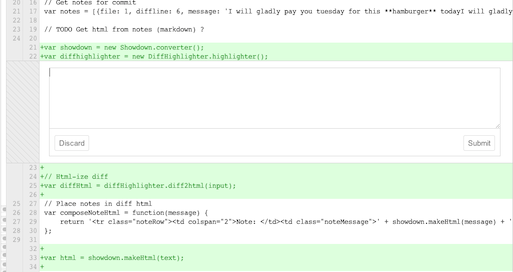 20 16 // Get notes for commit
21 17 var notes = [{file: 1, diffline: 6, message: 'I will gladly pay you tuesday for this **hamburger** todayI will gladly
22 18
23 19 // TODO Get html from notes (markdown) ?
24 20
21 +var showdown = new Showdown.converter();
22 +var diffhighlighter = new DiffHighlighter.highlighter();
Discard Submit
23 +
24 +// Html-ize diff
25 +var diffHtml = diffHighlighter.diff2html(input);
26 +
25 27 // Place notes in diff html
26 28 var composeNoteHtml = function(message) {
27 29 return '<tr class="noteRow"><td colspan="2">Note: </td><td class="noteMessage">' + showdown.makeHtml(message) + '
28 30 };
29 31
32 +
33 +var html = showdown.makeHtml(text);
34 +